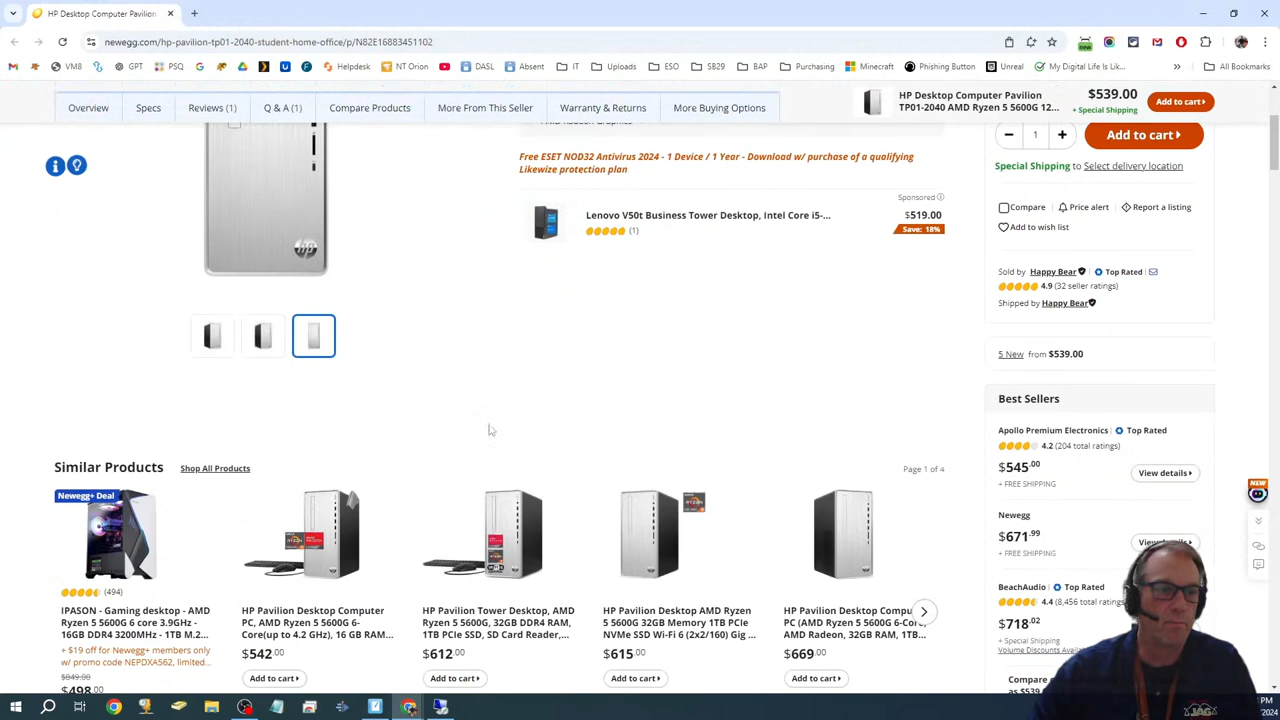 HP Desktop Computer Pavilion
newegg.com/hp-pavilion-tp01-2040-student-home-office/p/N82E16883451102
VM8
GPT
PSQ
Helpdesk
NT Orion
DASL
Absent
IT
Uploads
ESO
SB29
BAP
Purchasing
Minecraft
Phishing Button
Unreal
My Digital Life Is Lik...
All Bookmarks
Overview
Specs
Reviews (1)
Q & A (1)
Compare Products
More From This Seller
Warranty & Returns
More Buying Options
HP Desktop Computer Pavilion
TP01-2040 AMD Ryzen 5 5600G 12...
$539.00
+ Special Shipping
Add to cart
Free ESET NOD32 Antivirus 2024 - 1 Device / 1 Year - Download w/ purchase of a qualifying
Likewize protection plan
Sponsored
Lenovo V50t Business Tower Desktop, Intel Core i5-...
$519.00
(1)
Save: 18%
hp
1
Add to cart
Special Shipping to Select delivery location
Compare
Price alert
Report a listing
Add to wish list
Sold by Happy Bear
Top Rated
4.9 (32 seller ratings)
Shipped by Happy Bear
5 New from $539.00
Best Sellers
Apollo Premium Electronics
Top Rated
4.2 (204 total ratings)
$545.00
View details
+ FREE SHIPPING
Newegg
$671.99
View details
+ FREE SHIPPING
BeachAudio
Top Rated
4.4 (8,456 total ratings)
$718.02
+ Special Shipping
Volume Discounts
Compare
as $539
Similar Products
Shop All Products
Page 1 of 4
Newegg+ Deal
(494)
IPASON - Gaming desktop - AMD
Ryzen 5 5600G 6 core 3.9GHz -
16GB DDR4 3200MHz - 1TB M.2...
+ $19 off for Newegg+ members only
w/ promo code NEPDXA562, limited...
$849.00
$498.00
HP Pavilion Desktop Computer
PC, AMD Ryzen 5 5600G 6-
Core(up to 4.2 GHz), 16 GB RAM...
$542.00
Add to cart
HP Pavilion Tower Desktop, AMD
Ryzen 5 5600G, 32GB DDR4 RAM,
1TB PCIe SSD, SD Card Reader,...
$612.00
Add to cart
HP Pavilion Desktop AMD Ryzen
5 5600G 32GB Memory 1TB PCIe
NVMe SSD Wi-Fi 6 (2x2/160) Gig ...
$615.00
Add to cart
HP Pavilion Desktop
PC (AMD Ryzen 5 5600G 6-Core,
AMD Radeon, 32GB RAM, 1TB...
$669.00
Add to cart
NEW
JAG